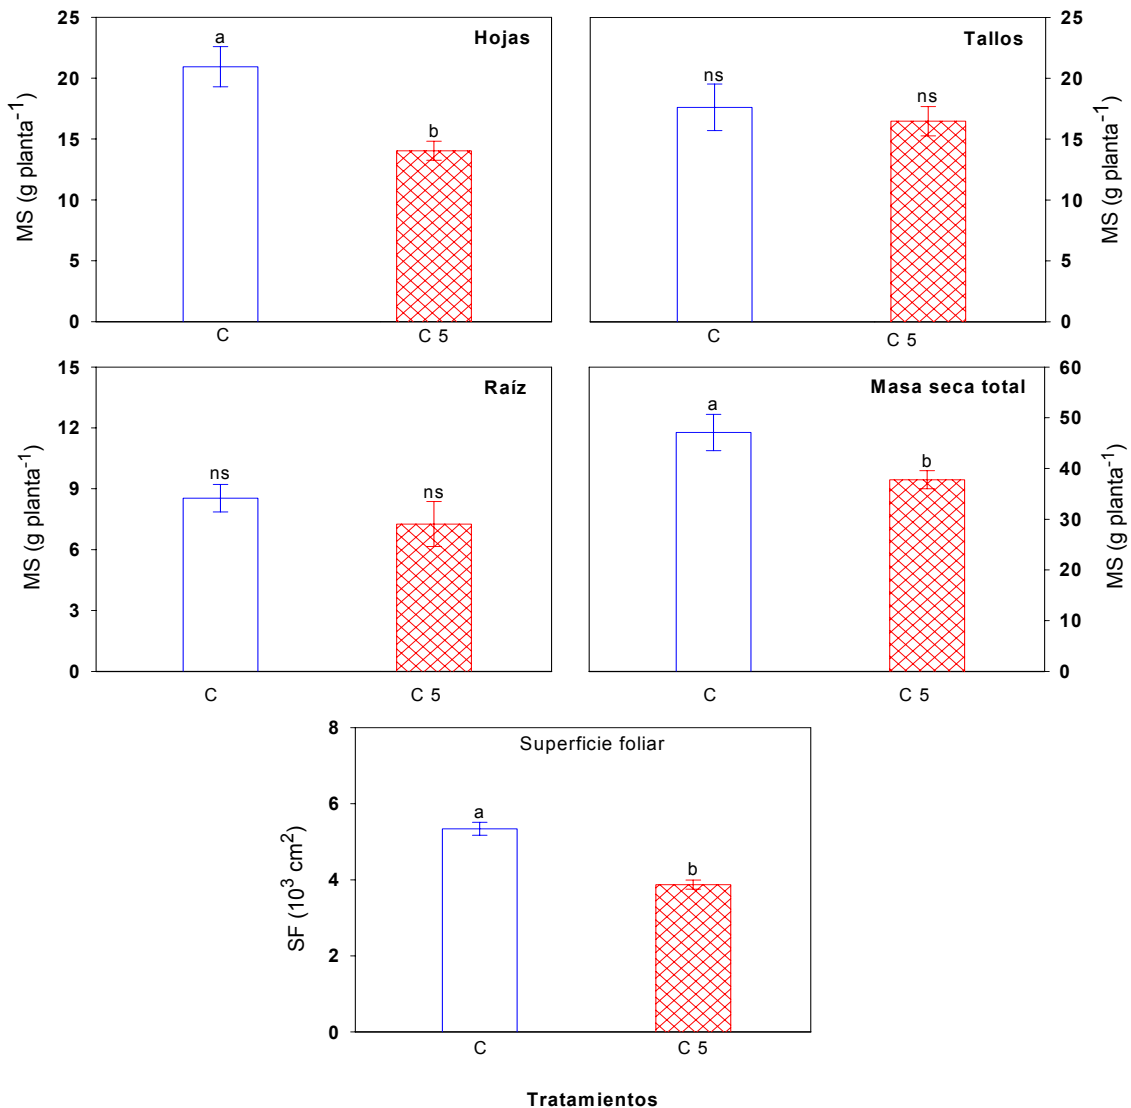 Hojas
MS (g planta⁻¹)
25
20
15
10
5
0
a
b
C
C 5
Tallos
MS (g planta⁻¹)
25
20
15
10
5
0
ns
ns
C
C 5
Raíz
MS (g planta⁻¹)
15
12
9
6
3
0
ns
ns
C
C 5
Masa seca total
MS (g planta⁻¹)
60
50
40
30
20
10
0
a
b
C
C 5
Superficie foliar
SF (10³ cm²)
8
6
4
2
0
a
b
C
C 5
Tratamientos